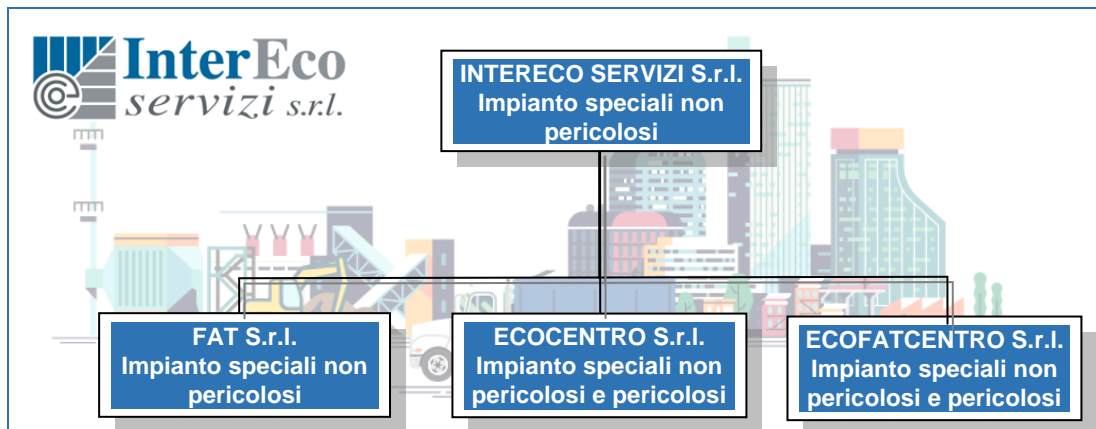 InterEco
servizi s.r.l.
INTERECO SERVIZI S.r.l.
Impianto speciali non
pericolosi
FAT S.r.l.
Impianto speciali non
pericolosi
ECOCENTRO S.r.l.
Impianto speciali non
pericolosi e pericolosi
ECOFATCENTRO S.r.l.
Impianto speciali non
pericolosi e pericolosi